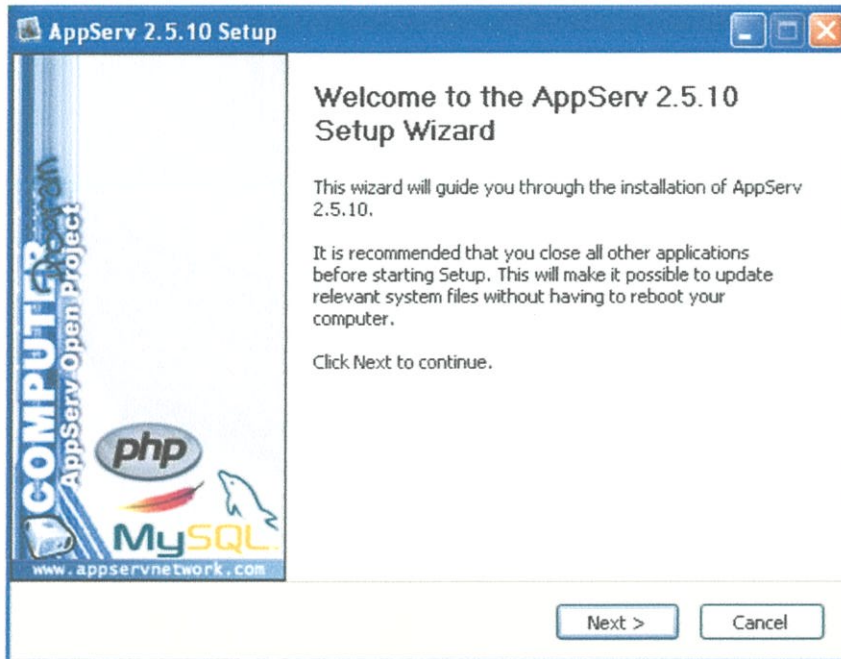 AppServ 2.5.10 Setup
Welcome to the AppServ 2.5.10
Setup Wizard
This wizard will guide you through the installation of AppServ
2.5.10.
It is recommended that you close all other applications
before starting Setup. This will make it possible to update
relevant system files without having to reboot your
computer.
Click Next to continue.
COMPUTER
Program
AppServ Open Project
php
MySQL
www.appservnetwork.com
Next >
Cancel